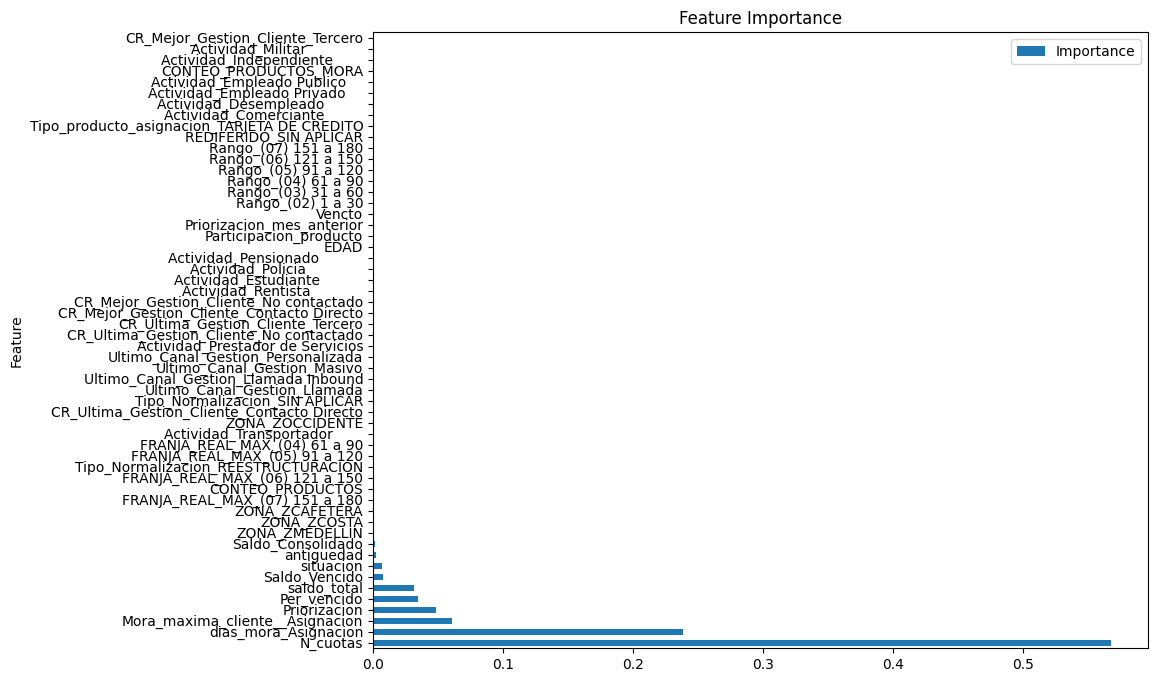 Feature Importance
Importance
Feature
CR_Mejor_Gestion_Cliente_Tercero
Actividad_Militar
Actividad_Independiente
CONTEO_PRODUCTOS_MORA
Actividad_Empleado Publico
Actividad_Empleado Privado
Actividad_Desempleado
Actividad_Comerciante
Tipo_producto_asignacion_TARJETA DE CREDITO
REDIFERIDO_SIN APLICAR
Rango_(07) 151 a 180
Rango_(06) 121 a 150
Rango_(05) 91 a 120
Rango_(04) 61 a 90
Rango_(03) 31 a 60
Rango_(02) 1 a 30
Vencto
Priorizacion_mes_anterior
Participacion_producto
EDAD
Actividad_Pensionado
Actividad_Policia
Actividad_Estudiante
Actividad_Rentista
CR_Mejor_Gestion_Cliente_No contactado
CR_Mejor_Gestion_Cliente_Contacto Directo
CR_Ultima_Gestion_Cliente_Tercero
CR_Ultima_Gestion_Cliente_No contactado
Actividad_Prestador de Servicios
Ultimo_Canal_Gestion_Personalizada
Ultimo_Canal_Gestion_Masivo
Ultimo_Canal_Gestion_Llamada Inbound
Ultimo_Canal_Gestion_Llamada
Tipo_Normalizacion_SIN APLICAR
CR_Ultima_Gestion_Cliente_Contacto Directo
ZONA_ZOCCIDENTE
Actividad_Transportador
FRANJA_REAL_MAX_(04) 61 a 90
FRANJA_REAL_MAX_(05) 91 a 120
Tipo_Normalizacion_REESTRUCTURACION
FRANJA_REAL_MAX_(06) 121 a 150
CONTEO_PRODUCTOS
FRANJA_REAL_MAX_(07) 151 a 180
ZONA_ZCAFETERA
ZONA_ZCOSTA
ZONA_ZMEDELLIN
Saldo_Consolidado
antiguedad
situacion
Saldo_Vencido
saldo_total
Per_vencido
Priorizacion
Mora_maxima_cliente__Asignacion
dias_mora_Asignacion
N_cuotas
0.0 0.1 0.2 0.3 0.4 0.5